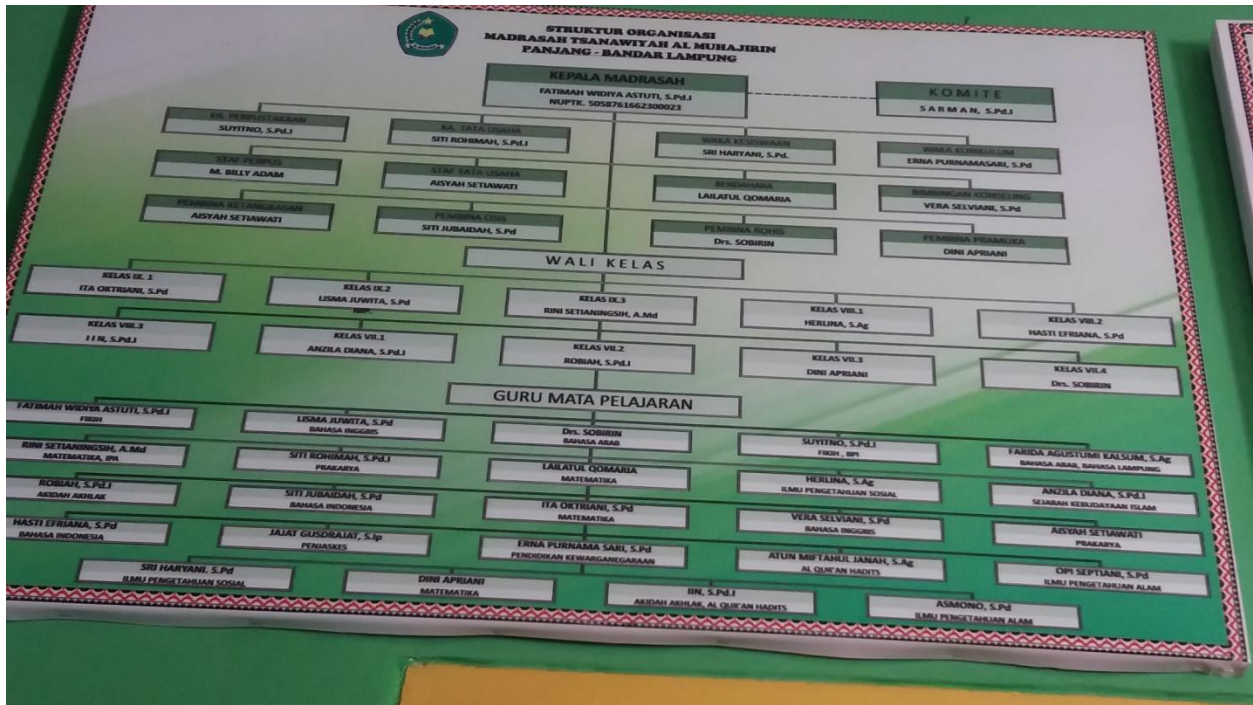 STRUKTUR ORGANISASI
MADRASAH TSANAWIYAH AL MUHAJIRIN
PANJANG - BANDAR LAMPUNG
KEPALA MADRASAH
FATIMAH WIDIYA ASTUTI, S.Pd.I
NUPTK. 5058761662300023
KOMITE
SARMAN, S.Pd.I
KA. PERPUSTAKAAN
SUYITNO, S.Pd.I
KA. TATA USAHA
SITI ROHIMAH, S.Pd.I
WAKA KESISWAAN
SRI HARYANI, S.Pd.
WAKA KURIKULUM
ERNA PURNAMASARI, S.Pd
STAF PERPUS
M. BILLY ADAM
STAF TATA USAHA
AISYAH SETIAWATI
BENDAHARA
LAILATUL QOMARIA
BIMBINGAN KONSELING
VERA SELVIANI, S.Pd
PEMBINA KETANGKASAN
AISYAH SETIAWATI
PEMBINA OSIS
SITI JUBAIDAH, S.Pd
PEMBINA ROHIS
Drs. SOBIRIN
PEMBINA PRAMUKA
DINI APRIANI
WALI KELAS
KELAS IX. 1
ITA OKTRIANI, S.Pd
KELAS IX.2
LISMA JUWITA, S.Pd
NIP.
KELAS IX.3
RINI SETIANINGSIH, A.Md
KELAS VIII.1
HERLINA, S.Ag
KELAS VIII.2
HASTI EFRIANA, S.Pd
KELAS VIII.3
IIN, S.Pd.I
KELAS VII.1
ANZILA DIANA, S.Pd.I
KELAS VII.2
ROBIAH, S.Pd.I
KELAS VII.3
DINI APRIANI
KELAS VII.4
Drs. SOBIRIN
GURU MATA PELAJARAN
FATIMAH WIDIYA ASTUTI, S.Pd.I
FIKIH
LISMA JUWITA, S.Pd
BAHASA INGGRIS
Drs. SOBIRIN
BAHASA ARAB
SUYITNO, S.Pd.I
FIKIH , BPI
FARIDA AGUSTUMI KALSUM, S.Ag
BAHASA ARAB, BAHASA LAMPUNG
RINI SETIANINGSIH, A.Md
MATEMATIKA, IPA
SITI ROHIMAH, S.Pd.I
PRAKARYA
LAILATUL QOMARIA
MATEMATIKA
HERLINA, S.Ag
ILMU PENGETAHUAN SOSIAL
ANZILA DIANA, S.Pd.I
SEJARAH KEBUDAYAAN ISLAM
ROBIAH, S.Pd.I
AKIDAH AKHLAK
SITI JUBAIDAH, S.Pd
BAHASA INDONESIA
ITA OKTRIANI, S.Pd
MATEMATIKA
VERA SELVIANI, S.Pd
BAHASA INGGRIS
AISYAH SETIAWATI
PRAKARYA
HASTI EFRIANA, S.Pd
BAHASA INDONESIA
JAJAT GUSDRAJAT, S.Ip
PENJASKES
ERNA PURNAMA SARI, S.Pd
PENDIDIKAN KEWARGANEGARAAN
ATUN MIFTAHUL JANAH, S.Ag
AL QUR'AN HADITS
OPI SEPTIANI, S.Pd
ILMU PENGETAHUAN ALAM
SRI HARYANI. S.Pd
ILMU PENGETAHUAN SOSIAL
DINI APRIANI
MATEMATIKA
IIN, S.Pd.I
AKIDAH AKHLAK, AL QUR'AN HADITS
ASMONO, S.Pd
ILMU PENGETAHUAN ALAM